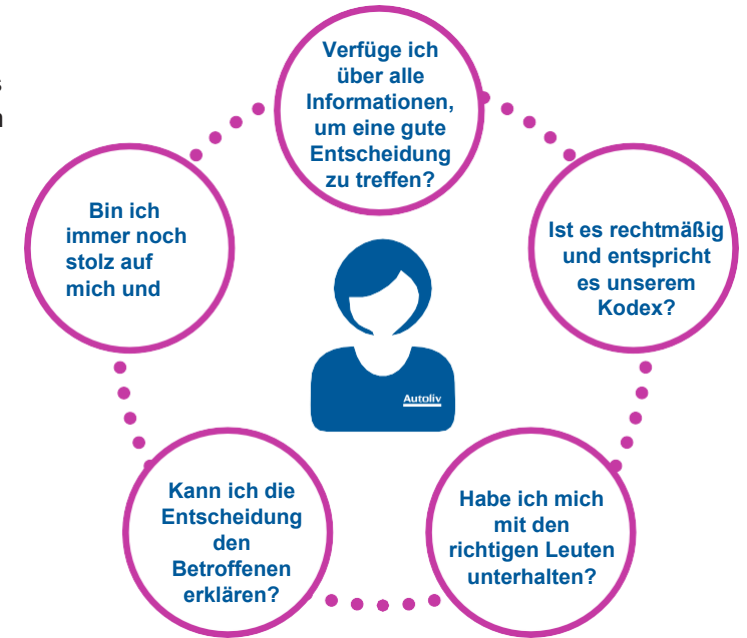 Verfüge ich
über alle
Informationen,
um eine gute
Entscheidung
zu treffen?
Ist es rechtmäßig
und entspricht
es unserem
Kodex?
Habe ich mich
mit den
richtigen Leuten
unterhalten?
Kann ich die
Entscheidung
den
Betroffenen
erklären?
Bin ich
immer noch
stolz auf
mich und
Autoliv